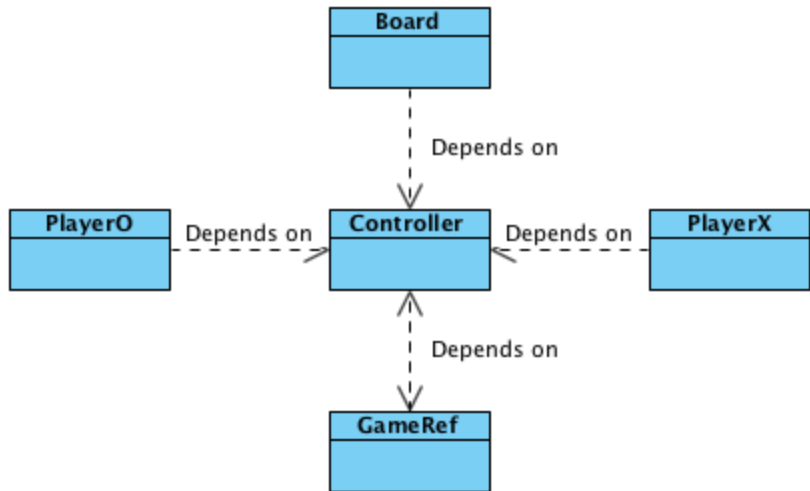 Board
Depends on
PlayerO
Depends on
Controller
Depends on
PlayerX
Depends on
GameRef